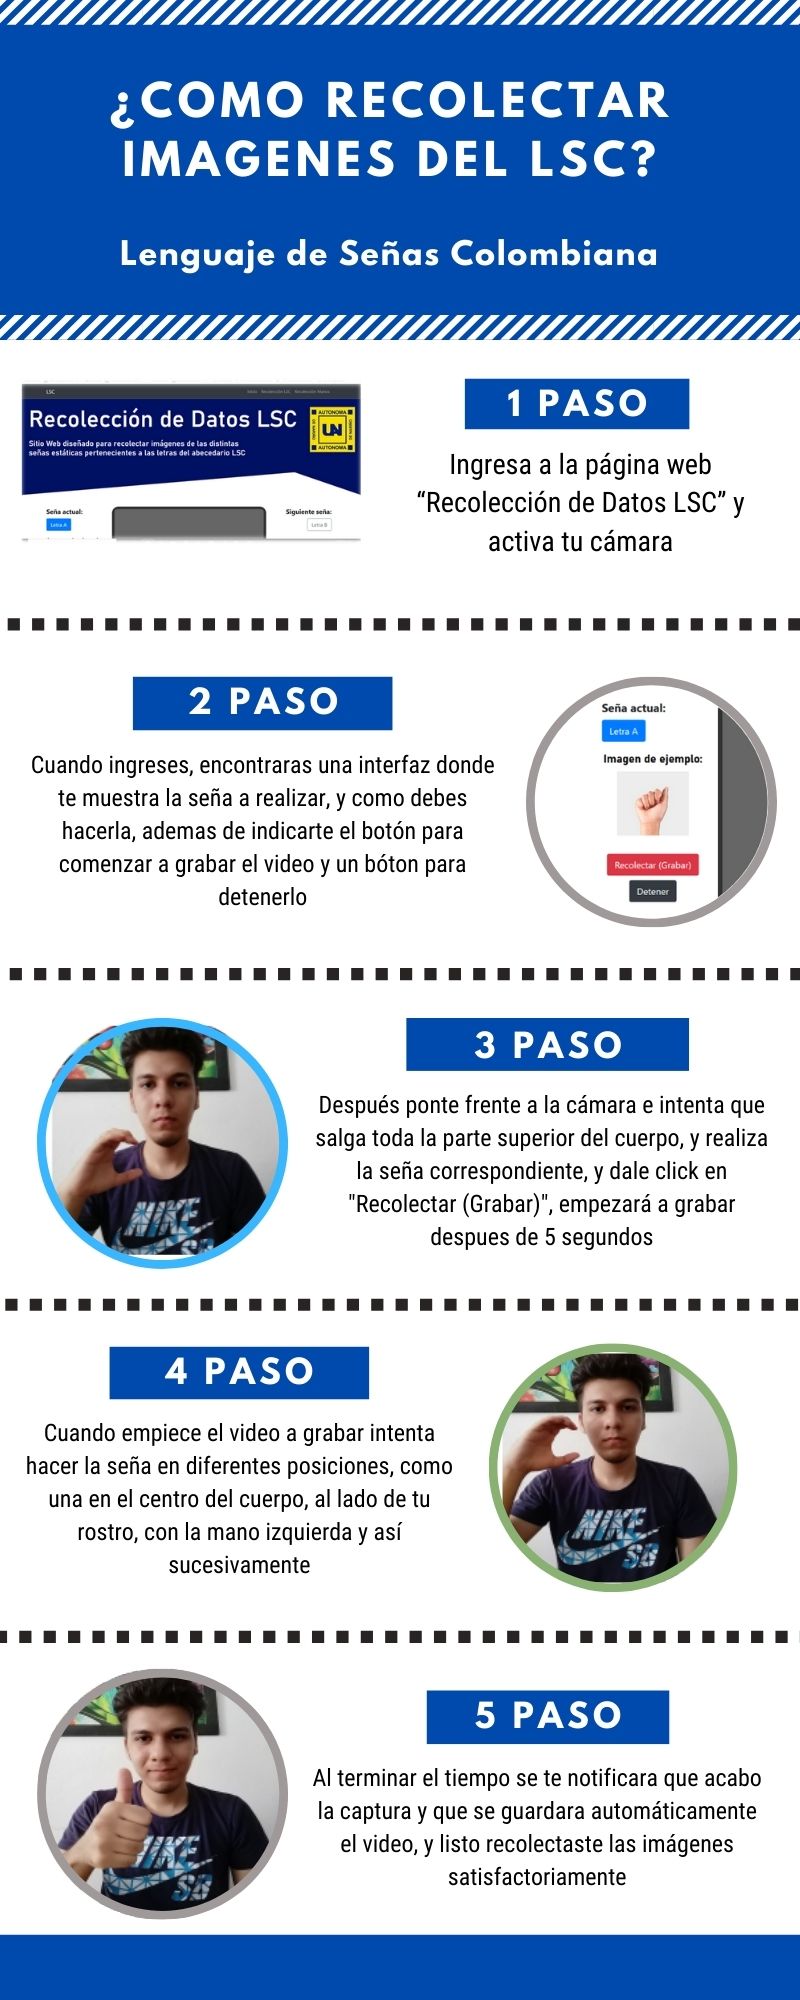 ¿COMO RECOLECTAR
IMAGENES DEL LSC?
Lenguaje de Señas Colombiana
LSC
Inicio Recolección LSC Recolección Manos
Recolección de Datos LSC
Sitio Web diseñado para recolectar imágenes de las distintas
señas estáticas pertenecientes a las letras del abecedario LSC
AUTONOMA
UN
AUTONOMA
Seña actual:
Letra A
Siguiente seña:
Letra B
1 PASO
Ingresa a la página web
“Recolección de Datos LSC” y
activa tu cámara
2 PASO
Cuando ingreses, encontraras una interfaz donde
te muestra la seña a realizar, y como debes
hacerla, ademas de indicarte el botón para
comenzar a grabar el video y un bóton para
detenerlo
Seña actual:
Letra A
Imagen de ejemplo:
Recolectar (Grabar)
Detener
NIKE
SB
3 PASO
Después ponte frente a la cámara e intenta que
salga toda la parte superior del cuerpo, y realiza
la seña correspondiente, y dale click en
"Recolectar (Grabar)", empezará a grabar
despues de 5 segundos
4 PASO
Cuando empiece el video a grabar intenta
hacer la seña en diferentes posiciones, como
una en el centro del cuerpo, al lado de tu
rostro, con la mano izquierda y así
sucesivamente
NIKE
SB
NIKE
SB
5 PASO
Al terminar el tiempo se te notificara que acabo
la captura y que se guardara automáticamente
el video, y listo recolectaste las imágenes
satisfactoriamente